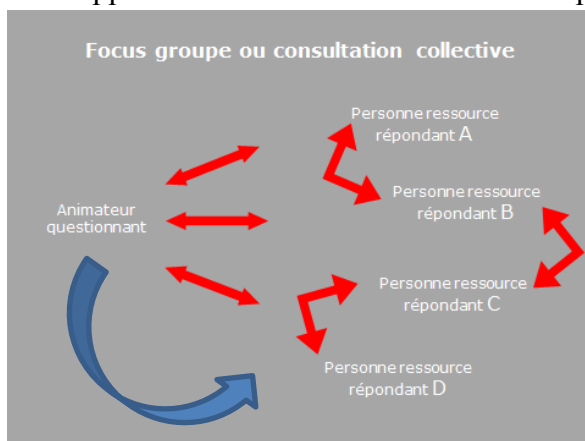 Focus groupe ou consultation collective
Personne ressource
répondant A
Personne ressource
répondant B
Animateur
questionnant
Personne ressource
répondant C
Personne ressource
répondant D